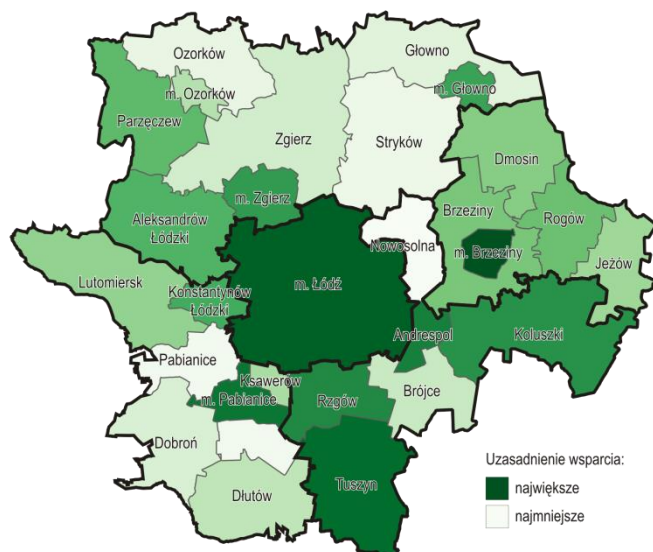 Ozorków
Głowno
m. Ozorków
m. Głowno
Parzęczew
Zgierz
Stryków
Dmosin
m. Zgierz
Aleksandrów
Łódzki
Brzeziny
Rogów
Nowosolna
m. Brzeziny
Jeżów
Lutomiersk
m. Łódź
Konstantynów
Łódzki
Andrespol
Koluszki
Pabianice
Ksawerów
m. Pabianice
Rzgów
Brójce
Dobroń
Dłutów
Tuszyn
Uzasadnienie wsparcia:
największe
najmniejsze